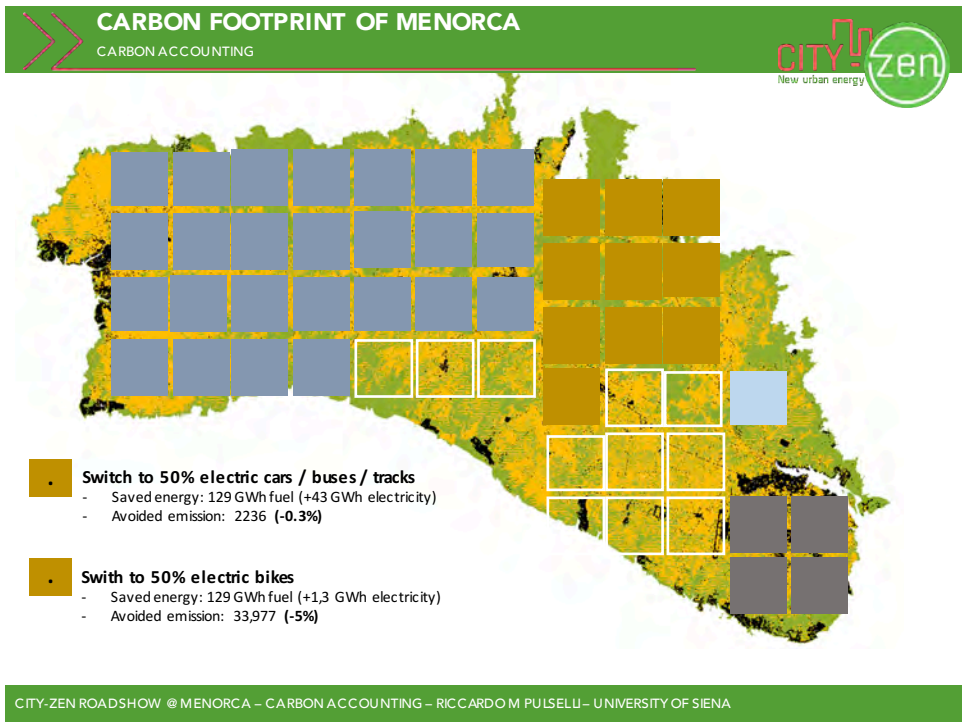 CARBON FOOTPRINT OF MENORCA
CARBON ACCOUNTING
CITY
zen
New urban energy
. Switch to 50% electric cars / buses / tracks
- Saved energy: 129 GWh fuel (+43 GWh electricity)
- Avoided emission: 2236 (-0.3%)
. Swith to 50% electric bikes
- Saved energy: 129 GWh fuel (+1,3 GWh electricity)
- Avoided emission: 33,977 (-5%)
CITY-ZEN ROADSHOW @ MENORCA – CARBON ACCOUNTING – RICCARDO M PULSELLI – UNIVERSITY OF SIENA